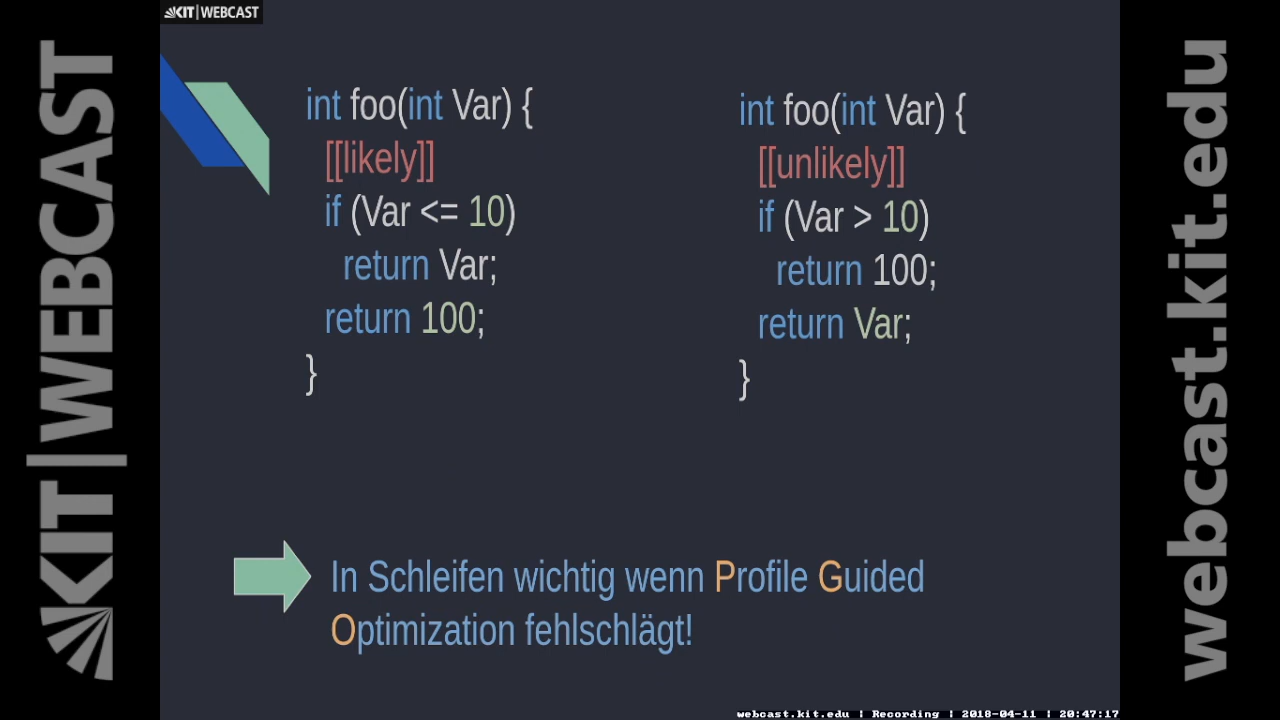 KIT|WEBCAST
KIT|WEBCAST
int foo(int Var) {
[[likely]]
if (Var <= 10)
return Var;
return 100;
}
int foo(int Var) {
[[unlikely]]
if (Var > 10)
return 100;
return Var;
}
In Schleifen wichtig wenn Profile Guided
Optimization fehlschlägt!
webcast.kit.edu
webcast.kit.edu | Recording | 2018-04-11 | 20:47:17